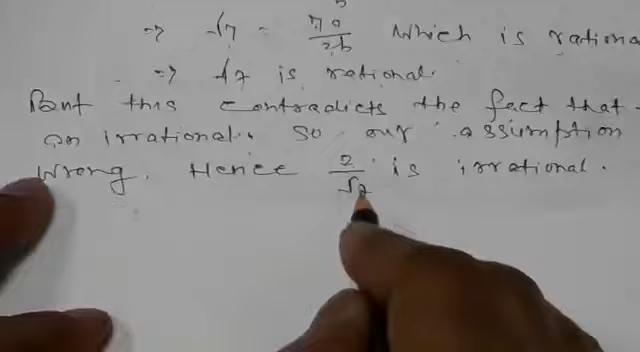 ⇒ √7 = 7a/2b which is rationa
⇒ √7 is rational.
But this contradicts the fact that
an irrational. So our assumption
Wrong. Hence 2/√7 is irrational.